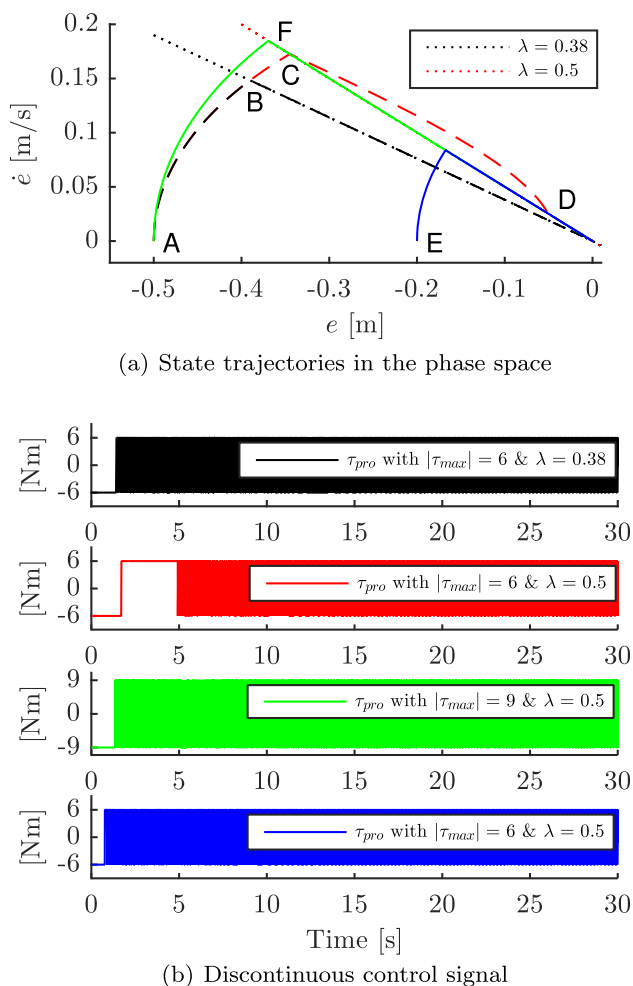 0.2
0.15
0.1
0.05
0
ė [m/s]
F
C
B
A
E
D
λ = 0.38
λ = 0.5
-0.5 -0.4 -0.3 -0.2 -0.1 0
e [m]
(a) State trajectories in the phase space
6
0
-6
[Nm]
τpro with |τmax| = 6 & λ = 0.38
0 5 10 15 20 25 30
6
0
-6
[Nm]
τpro with |τmax| = 6 & λ = 0.5
0 5 10 15 20 25 30
9
0
-9
[Nm]
τpro with |τmax| = 9 & λ = 0.5
0 5 10 15 20 25 30
6
0
-6
[Nm]
τpro with |τmax| = 6 & λ = 0.5
0 5 10 15 20 25 30
Time [s]
(b) Discontinuous control signal